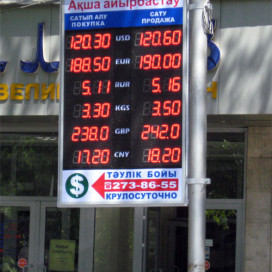 Ақша айырбастау
САТЫП АЛУ САТУ
ПОКУПКА ПРОДАЖА
120.30 USD 120.60
188.50 EUR 190.00
5.11 RUR 5.16
3.30 KGS 3.50
238.0 GBP 242.0
17.20 CNY 18.20
$
ТӘУЛІК БОЙЫ
☎273-86-55
КРУЛОСУТОЧНО